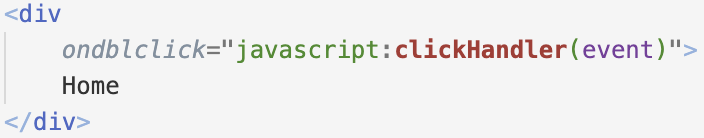 <div
ondblclick="javascript:clickHandler(event)">
Home
</div>